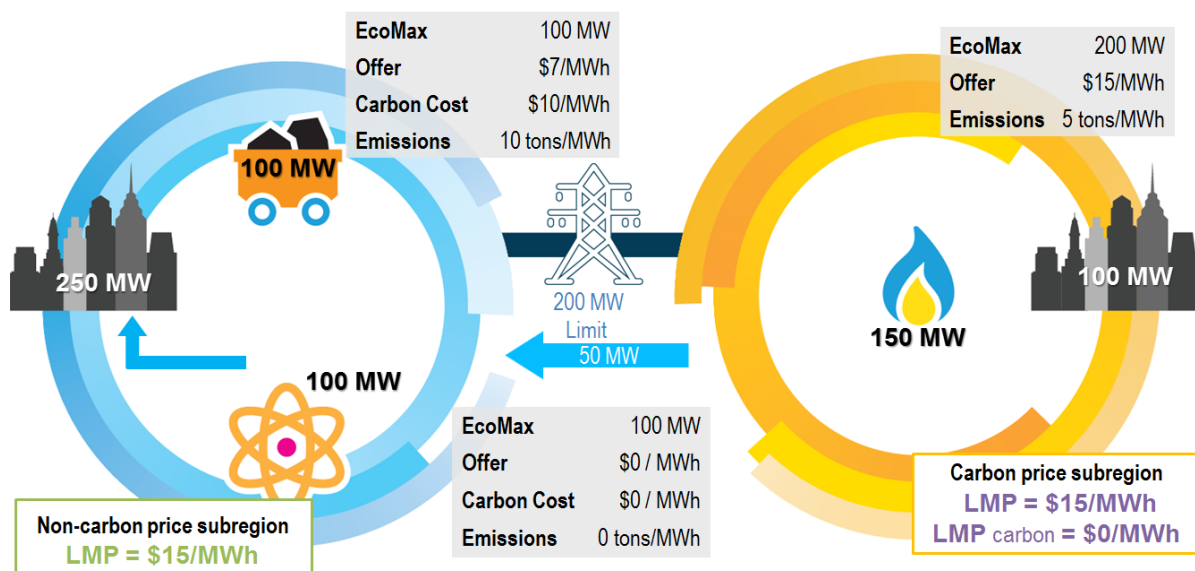 EcoMax 100 MW
Offer $7/MWh
Carbon Cost $10/MWh
Emissions 10 tons/MWh
EcoMax 200 MW
Offer $15/MWh
Emissions 5 tons/MWh
100 MW
250 MW
200 MW
Limit
50 MW
100 MW
150 MW
100 MW
EcoMax 100 MW
Offer $0 / MWh
Carbon Cost $0 / MWh
Emissions 0 tons/MWh
Non-carbon price subregion
LMP = $15/MWh
Carbon price subregion
LMP = $15/MWh
LMP carbon = $0/MWh